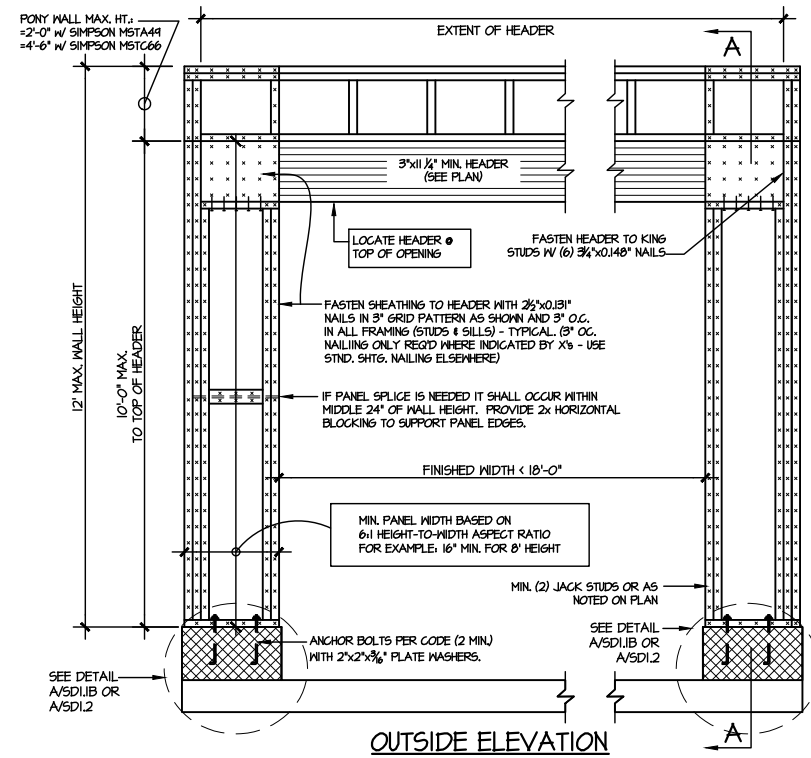 PONY WALL MAX. HT.:
=2'-0" W/ SIMPSON MSTA49
=4'-6" W/ SIMPSON MSTC66
EXTENT OF HEADER
A
3"x11 1/4" MIN. HEADER
(SEE PLAN)
LOCATE HEADER @
TOP OF OPENING
FASTEN HEADER TO KING
STUDS W/ (6) 3 1/4"x0.148" NAILS
FASTEN SHEATHING TO HEADER WITH 2 1/2"x0.131"
NAILS IN 3" GRID PATTERN AS SHOWN AND 3" O.C.
IN ALL FRAMING (STUDS & SILLS) - TYPICAL. (3" OC.
NAILIING ONLY REQ'D WHERE INDICATED BY X's - USE
STND. SHTG. NAILING ELSEWHERE)
12' MAX. WALL HEIGHT
10'-0" MAX.
TO TOP OF HEADER
IF PANEL SPLICE IS NEEDED IT SHALL OCCUR WITHIN
MIDDLE 24" OF WALL HEIGHT. PROVIDE 2x HORIZONTAL
BLOCKING TO SUPPORT PANEL EDGES.
FINISHED WIDTH < 18'-0"
MIN. PANEL WIDTH BASED ON
6:1 HEIGHT-TO-WIDTH ASPECT RATIO
FOR EXAMPLE: 16" MIN. FOR 8' HEIGHT
MIN. (2) JACK STUDS OR AS
NOTED ON PLAN
ANCHOR BOLTS PER CODE (2 MIN.)
WITH 2"x2"x3/16" PLATE WASHERS.
SEE DETAIL
A/SD1.1B OR
A/SD1.2
SEE DETAIL
A/SD1.1B OR
A/SD1.2
A
OUTSIDE ELEVATION